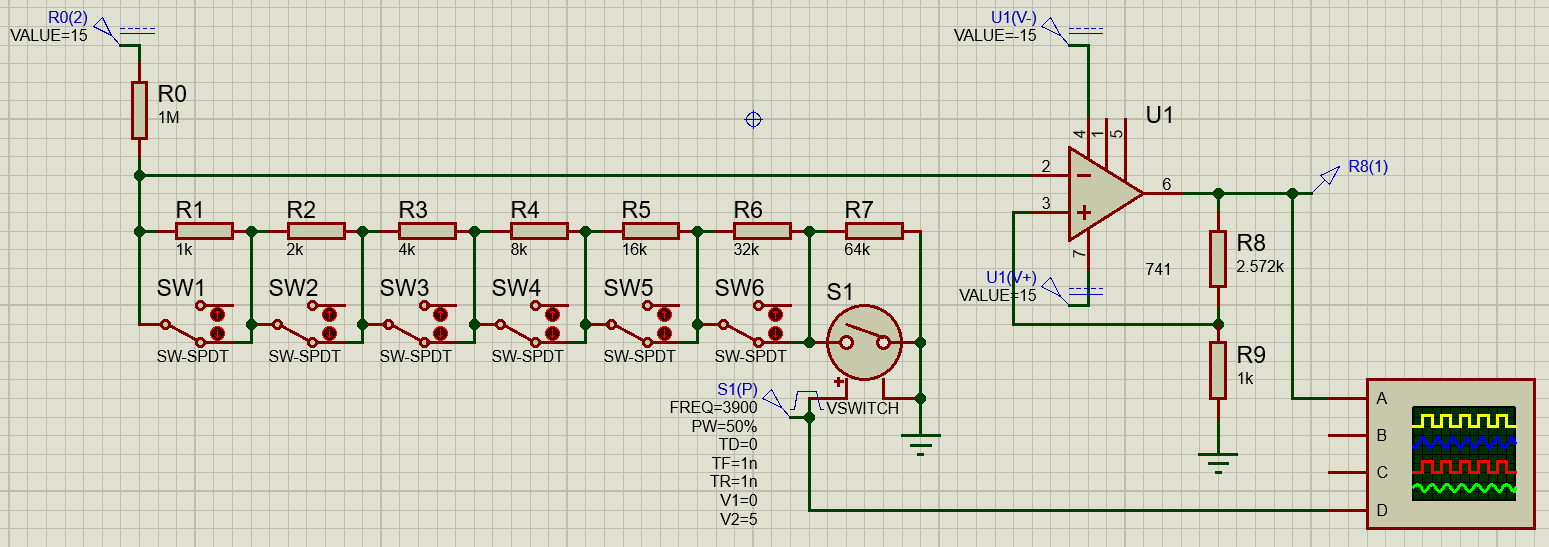 R0(2)
VALUE=15
R0
1M
U1(V-)
VALUE=-15
U1
4
1
5
2
3
6
7
741
R8(1)
U1(V+)
VALUE=15
R1
1k
R2
2k
R3
4k
R4
8k
R5
16k
R6
32k
R7
64k
SW1
SW-SPDT
SW2
SW-SPDT
SW3
SW-SPDT
SW4
SW-SPDT
SW5
SW-SPDT
SW6
SW-SPDT
S1
VSWITCH
S1(P)
FREQ=3900
PW=50%
TD=0
TF=1n
TR=1n
V1=0
V2=5
R8
2.572k
R9
1k
A
B
C
D